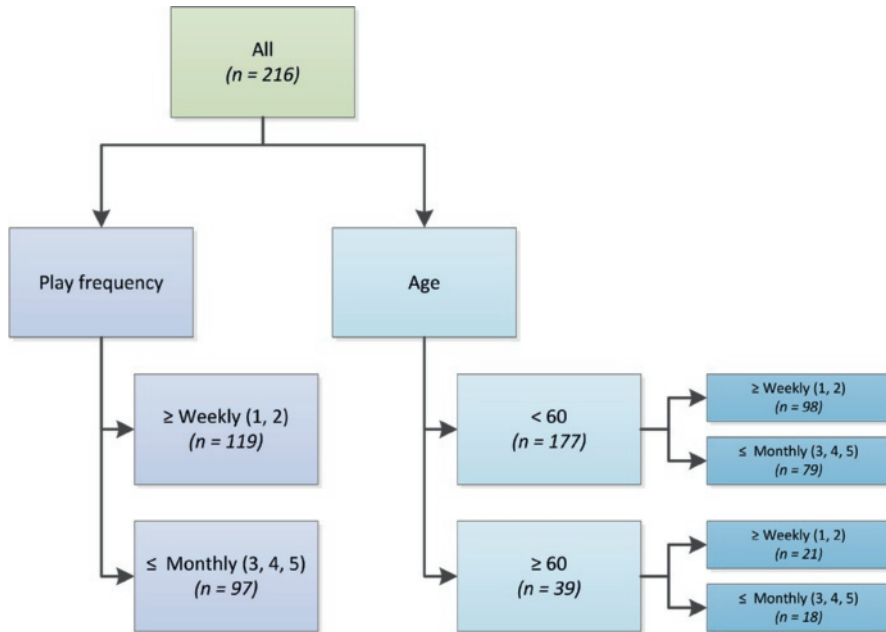 All
(n = 216)
Play frequency
Age
≥ Weekly (1, 2)
(n = 119)
≤ Monthly (3, 4, 5)
(n = 97)
< 60
(n = 177)
≥ Weekly (1, 2)
(n = 98)
≤ Monthly (3, 4, 5)
(n = 79)
≥ 60
(n = 39)
≥ Weekly (1, 2)
(n = 21)
≤ Monthly (3, 4, 5)
(n = 18)